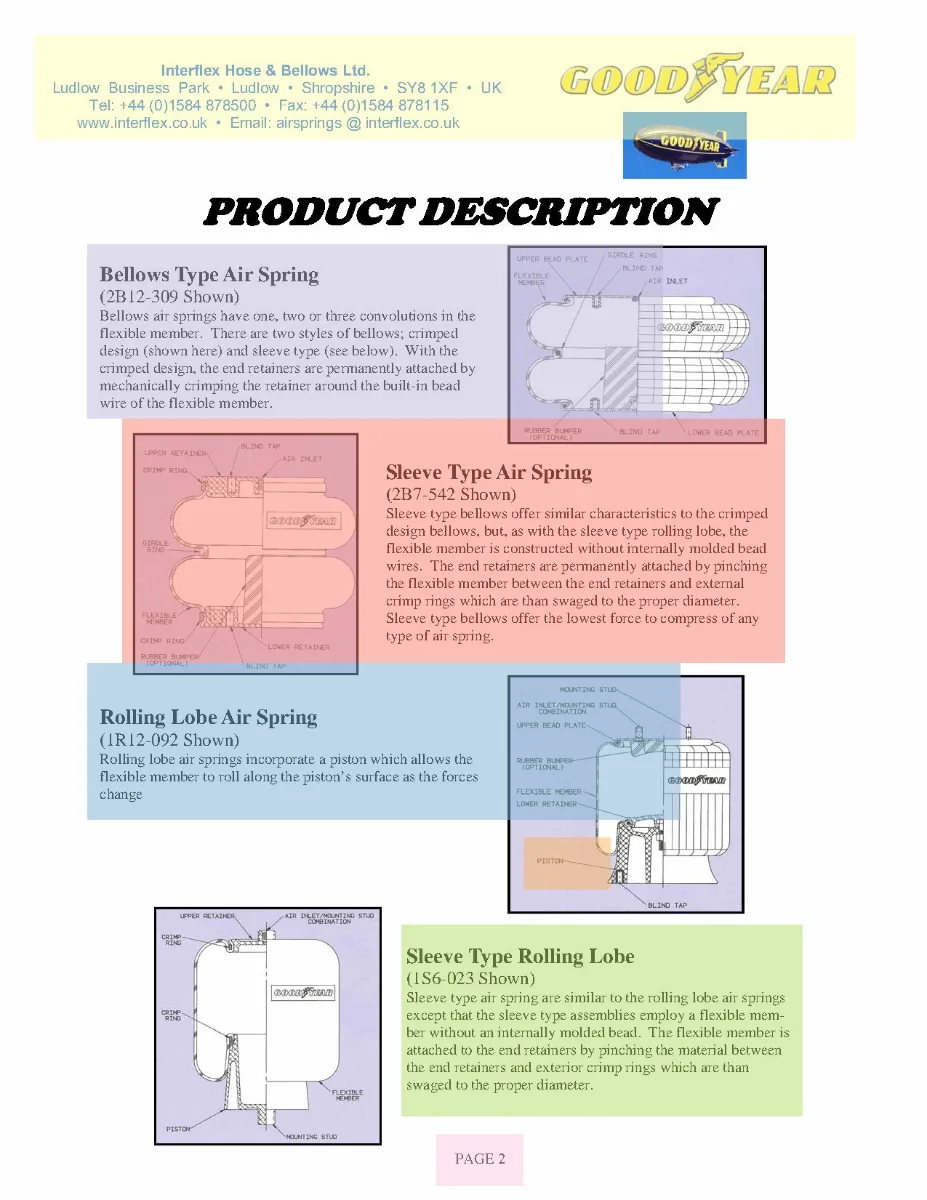 Interflex Hose & Bellows Ltd.
Ludlow Business Park • Ludlow • Shropshire • SY8 1XF • UK
Tel: +44 (0)1584 878500 • Fax: +44 (0)1584 878115
www.interflex.co.uk • Email: airsprings @ interflex.co.uk
GOODYEAR
GOODYEAR
PRODUCT DESCRIPTION
Bellows Type Air Spring
(2B12-309 Shown)
Bellows air springs have one, two or three convolutions in the
flexible member. There are two styles of bellows; crimped
design (shown here) and sleeve type (see below). With the
crimped design, the end retainers are permanently attached by
mechanically crimping the retainer around the built-in bead
wire of the flexible member.
UPPER BEAD PLATE
GIRDLE RING
BLIND TAP
FLEXIBLE
MEMBER
AIR INLET
GOODYEAR
RUBBER BUMPER
(OPTIONAL)
BLIND TAP
LOWER BEAD PLATE
BLIND TAP
UPPER RETAINER
AIR INLET
CRIMP RING
GOODYEAR
GIRDLE
RING
FLEXIBLE
MEMBER
CRIMP RING
LOWER RETAINER
RUBBER BUMPER
(OPTIONAL)
BLIND TAP
Sleeve Type Air Spring
(2B7-542 Shown)
Sleeve type bellows offer similar characteristics to the crimped
design bellows, but, as with the sleeve type rolling lobe, the
flexible member is constructed without internally molded bead
wires. The end retainers are permanently attached by pinching
the flexible member between the end retainers and external
crimp rings which are than swaged to the proper diameter.
Sleeve type bellows offer the lowest force to compress of any
type of air spring.
Rolling Lobe Air Spring
(1R12-092 Shown)
Rolling lobe air springs incorporate a piston which allows the
flexible member to roll along the piston's surface as the forces
change
MOUNTING STUD
AIR INLET/MOUNTING STUD
COMBINATION
UPPER BEAD PLATE
RUBBER BUMPER
(OPTIONAL)
GOODYEAR
FLEXIBLE MEMBER
LOWER RETAINER
PISTON
BLIND TAP
UPPER RETAINER
AIR INLET/MOUNTING STUD
COMBINATION
CRIMP
RING
GOODYEAR
CRIMP
RING
FLEXIBLE
MEMBER
PISTON
MOUNTING STUD
Sleeve Type Rolling Lobe
(1S6-023 Shown)
Sleeve type air spring are similar to the rolling lobe air springs
except that the sleeve type assemblies employ a flexible mem-
ber without an internally molded bead. The flexible member is
attached to the end retainers by pinching the material between
the end retainers and exterior crimp rings which are than
swaged to the proper diameter.
PAGE 2